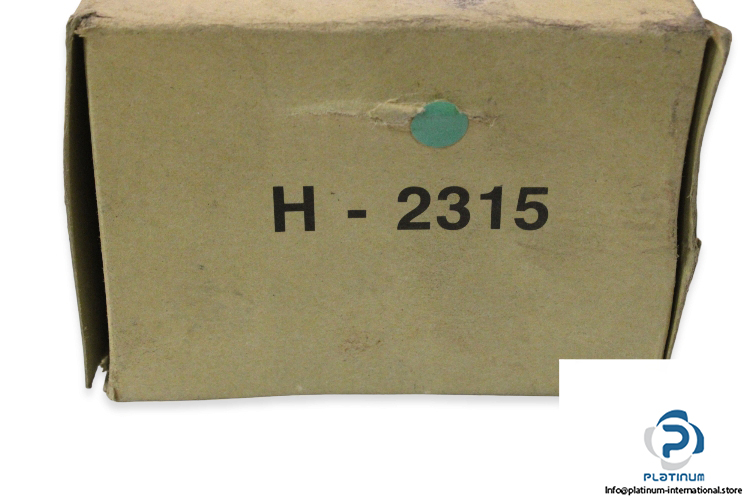 H - 2315
PLATINUM
Info@platinum-international.store